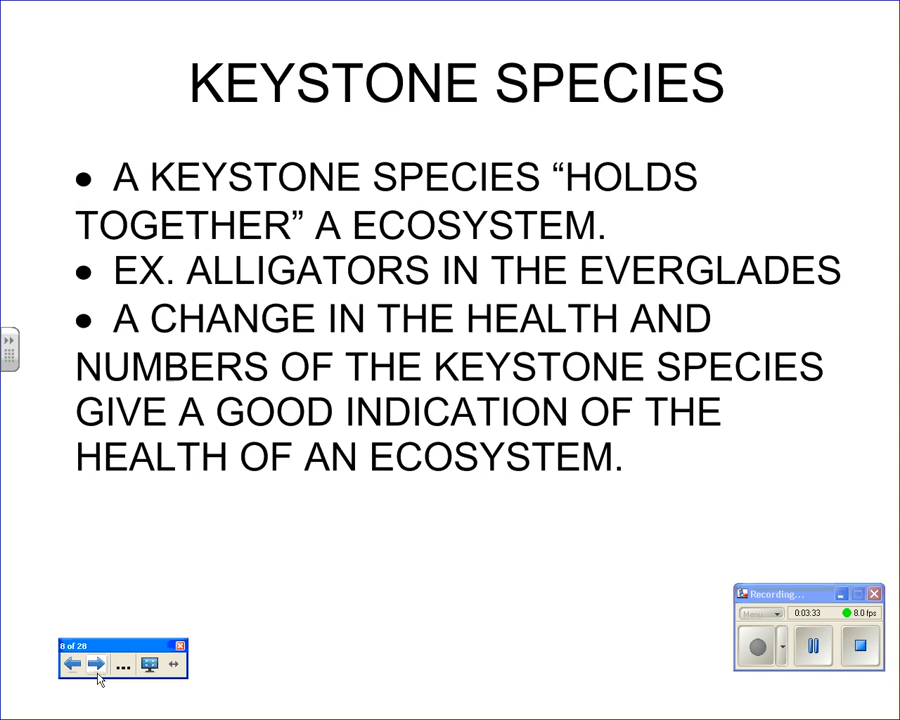 KEYSTONE SPECIES
• A KEYSTONE SPECIES “HOLDS
TOGETHER” A ECOSYSTEM.
• EX. ALLIGATORS IN THE EVERGLADES
• A CHANGE IN THE HEALTH AND
NUMBERS OF THE KEYSTONE SPECIES
GIVE A GOOD INDICATION OF THE
HEALTH OF AN ECOSYSTEM.
Recording...
Menu 0:03:33 8.0 fps
8 of 28
...